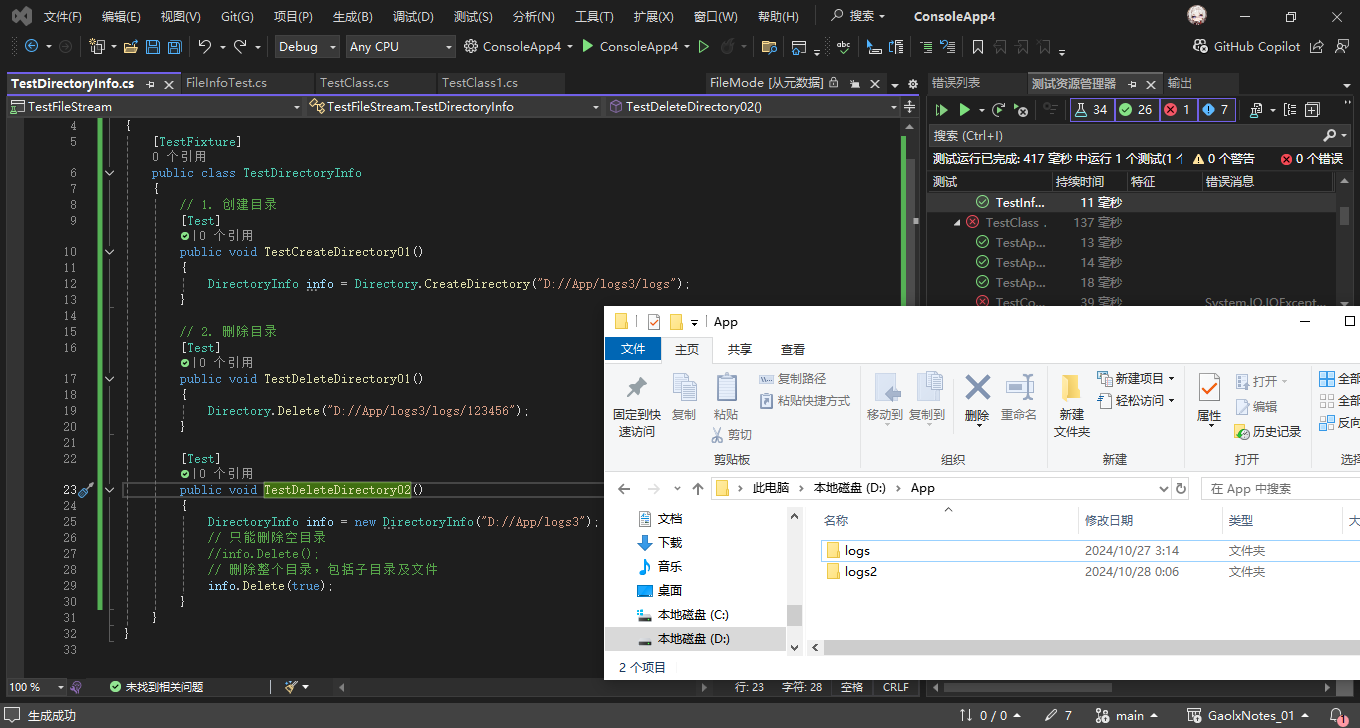 文件(F) 编辑(E) 视图(V) Git(G) 项目(P) 生成(B) 调试(D) 测试(S) 分析(N) 工具(T) 扩展(X) 窗口(W) 帮助(H) 搜索 ConsoleApp4
Debug Any CPU ConsoleApp4 ConsoleApp4 GitHub Copilot
TestDirectoryInfo.cs FileInfoTest.cs TestClass.cs TestClass1.cs FileMode [从元数据]
TestFileStream TestFileStream.TestDirectoryInfo TestDeleteDirectory02()
4 {
5 [TestFixture]
0 个引用
6 public class TestDirectoryInfo
7 {
8 // 1. 创建目录
9 [Test]
|0 个引用
10 public void TestCreateDirectory01()
11 {
12 DirectoryInfo info = Directory.CreateDirectory("D://App/logs3/logs");
13 }
14
15 // 2. 删除目录
16 [Test]
|0 个引用
17 public void TestDeleteDirectory01()
18 {
19 Directory.Delete("D://App/logs3/logs/123456");
20 }
21
22 [Test]
|0 个引用
23 public void TestDeleteDirectory02()
24 {
25 DirectoryInfo info = new DirectoryInfo("D://App/logs3");
26 // 只能删除空目录
27 //info.Delete();
28 // 删除整个目录，包括子目录及文件
29 info.Delete(true);
30 }
31 }
32 }
33
100 % 未找到相关问题 行: 23 字符: 28 空格 CRLF
错误列表 测试资源管理器 输出
34 26 1 7
搜索 (Ctrl+I)
测试运行已完成: 417 毫秒 中运行 1 个测试(1 0 个警告 0 个错误
测试 持续时间 特征 错误消息
TestInf... 11 毫秒
TestClass . 137 毫秒
TestAp... 13 毫秒
TestAp... 14 毫秒
TestAp... 18 毫秒
TestCo... 39 毫秒 System.IO.IOExcept...
App
文件 主页 共享 查看
固定到快速访问 复制 粘贴 复制路径 粘贴快捷方式 剪切
移动到 复制到 删除 重命名
新建文件夹 新建项目 轻松访问
属性 打开 编辑 历史记录
全部
全部
反向
剪贴板 组织 新建 打开 选择
此电脑 本地磁盘 (D:) App 在 App 中搜索
文档
下载
音乐
桌面
本地磁盘 (C:)
本地磁盘 (D:)
名称 修改日期 类型 大
logs 2024/10/27 3:14 文件夹
logs2 2024/10/28 0:06 文件夹
2 个项目
生成成功 0 / 0 7 main GaolxNotes_01 1